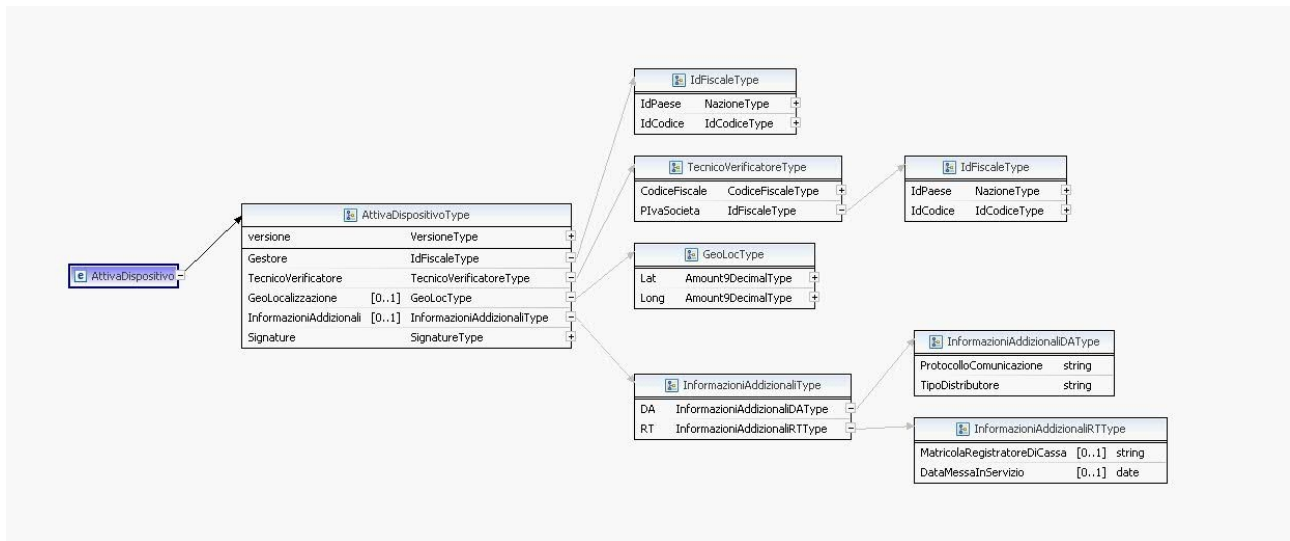 e AttivaDispositivo
AttivaDispositivoType
versione VersioneType
Gestore IdFiscaleType
TecnicoVerificatore TecnicoVerificatoreType
GeoLocalizzazione [0..1] GeoLocType
InformazioniAddizionali [0..1] InformazioniAddizionaliType
Signature SignatureType
IdFiscaleType
IdPaese NazioneType
IdCodice IdCodiceType
TecnicoVerificatoreType
CodiceFiscale CodiceFiscaleType
PIvaSocieta IdFiscaleType
IdFiscaleType
IdPaese NazioneType
IdCodice IdCodiceType
GeoLocType
Lat Amount9DecimalType
Long Amount9DecimalType
InformazioniAddizionaliType
DA InformazioniAddizionaliDAType
RT InformazioniAddizionaliRTType
InformazioniAddizionaliDAType
ProtocolloComunicazione string
TipoDistributore string
InformazioniAddizionaliRTType
MatricolaRegistratoreDiCassa [0..1] string
DataMessaInServizio [0..1] date